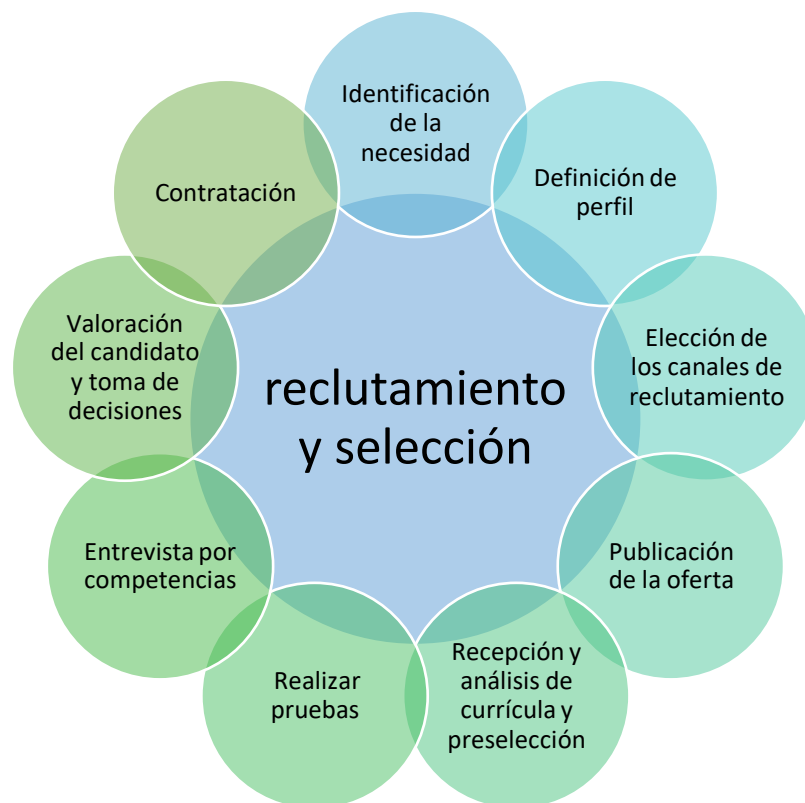 Identificación
de la
necesidad
Definición de
perfil
Elección de
los canales de
reclutamiento
Publicación
de la oferta
Recepción y
análisis de
currícula y
preselección
Realizar
pruebas
Entrevista por
competencias
Valoración
del candidato
y toma de
decisiones
Contratación
reclutamiento
y selección